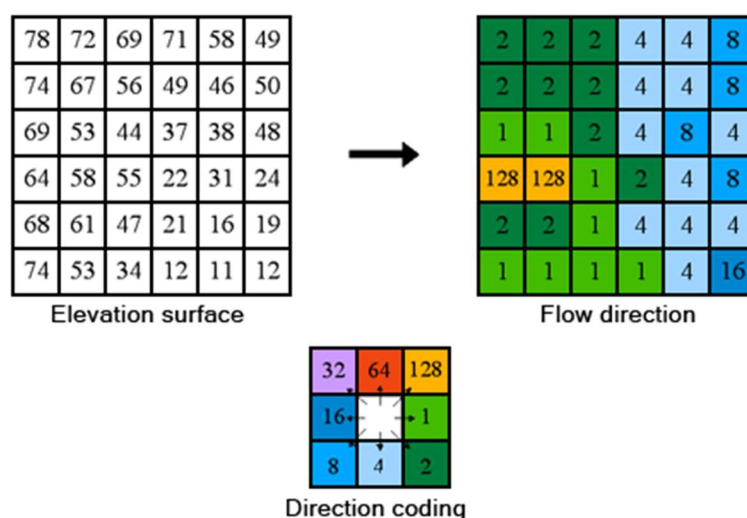 78 72 69 71 58 49
74 67 56 49 46 50
69 53 44 37 38 48
64 58 55 22 31 24
68 61 47 21 16 19
74 53 34 12 11 12
Elevation surface
2 2 2 4 4 8
2 2 2 4 4 8
1 1 2 4 8 4
128 128 1 2 4 8
2 2 1 4 4 4
1 1 1 1 4 16
Flow direction
32 64 128
16 1
8 4 2
Direction coding